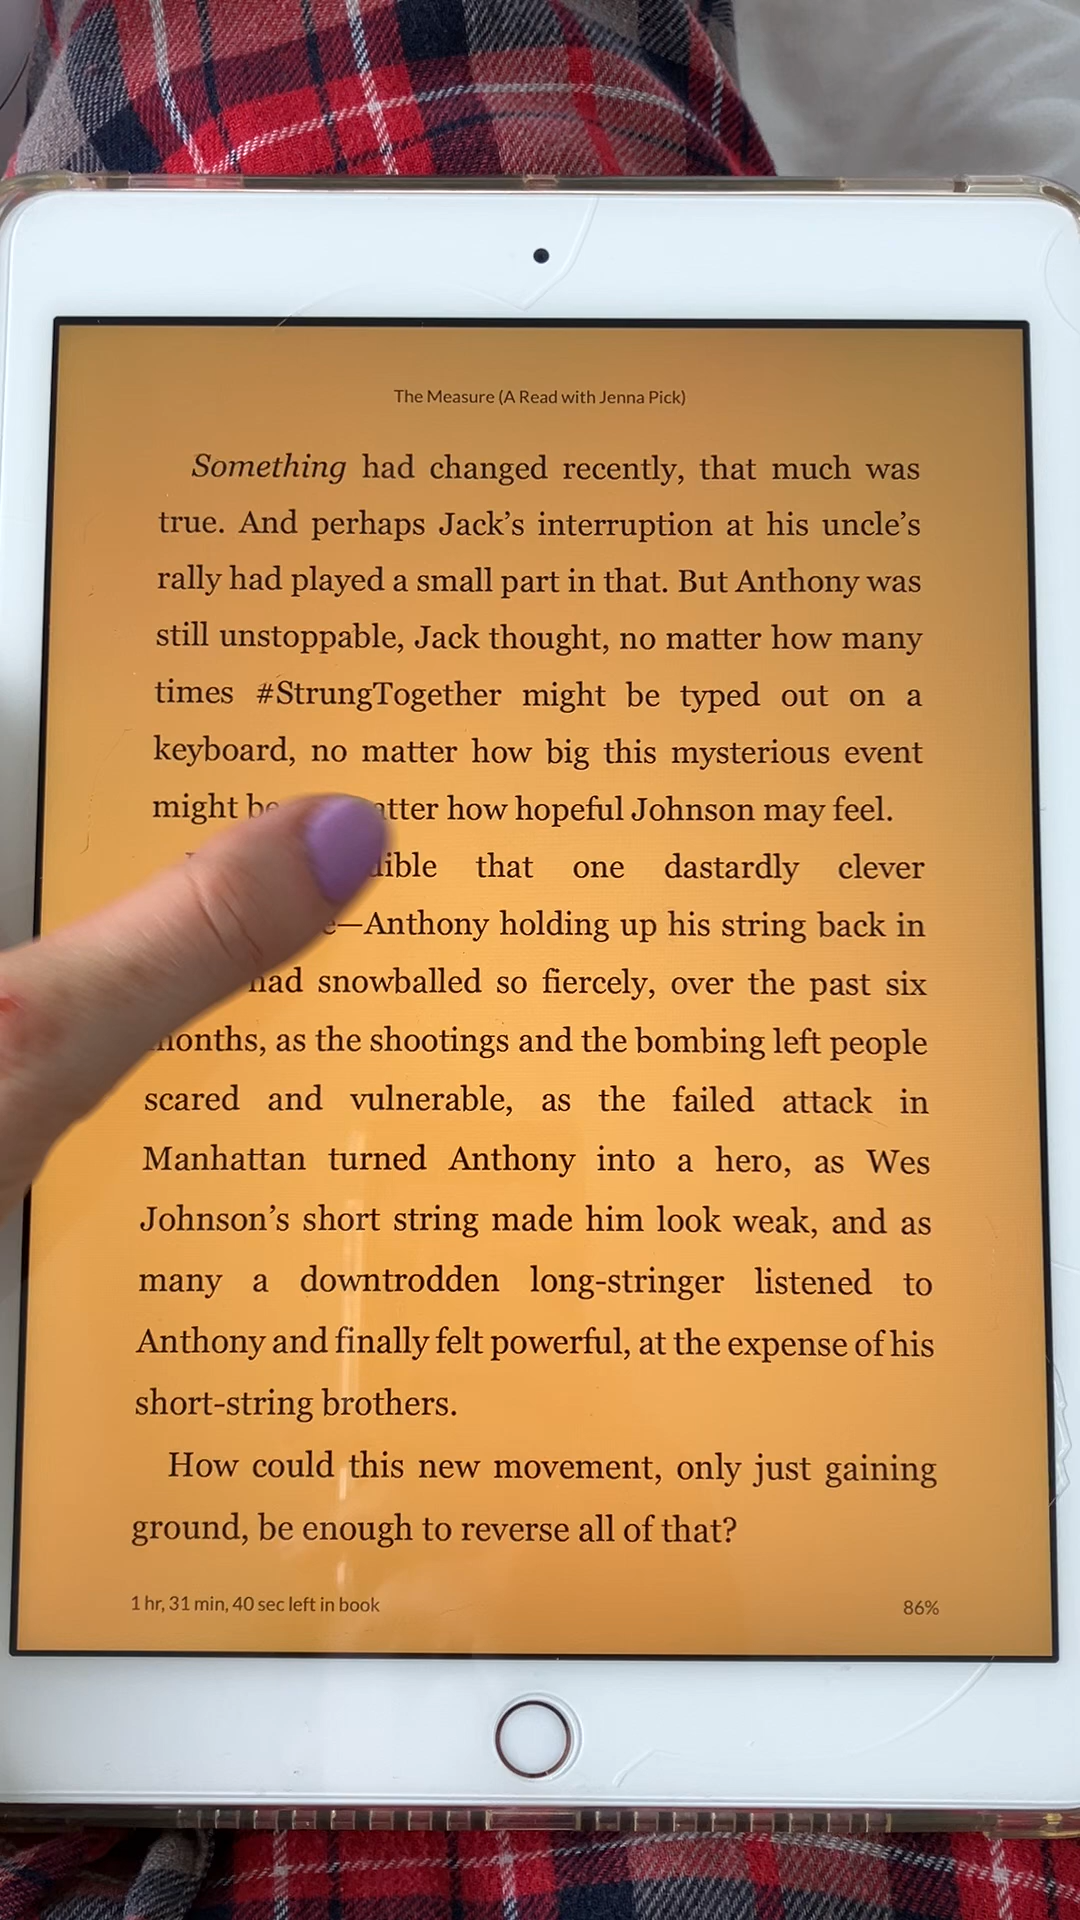 The Measure (A Read with Jenna Pick)
Something had changed recently, that much was
true. And perhaps Jack’s interruption at his uncle’s
rally had played a small part in that. But Anthony was
still unstoppable, Jack thought, no matter how many
times #StrungTogether might be typed out on a
keyboard, no matter how big this mysterious event
might how hopeful Johnson may feel.
that one dastardly clever
—Anthony holding up his string back in
had snowballed so fiercely, over the past six
months, as the shootings and the bombing left people
scared and vulnerable, as the failed attack in
Manhattan turned Anthony into a hero, as Wes
Johnson’s short string made him look weak, and as
many a downtrodden long-stringer listened to
Anthony and finally felt powerful, at the expense of his
short-string brothers.
How could this new movement, only just gaining
ground, be enough to reverse all of that?
1 hr, 31 min, 40 sec left in book
86%